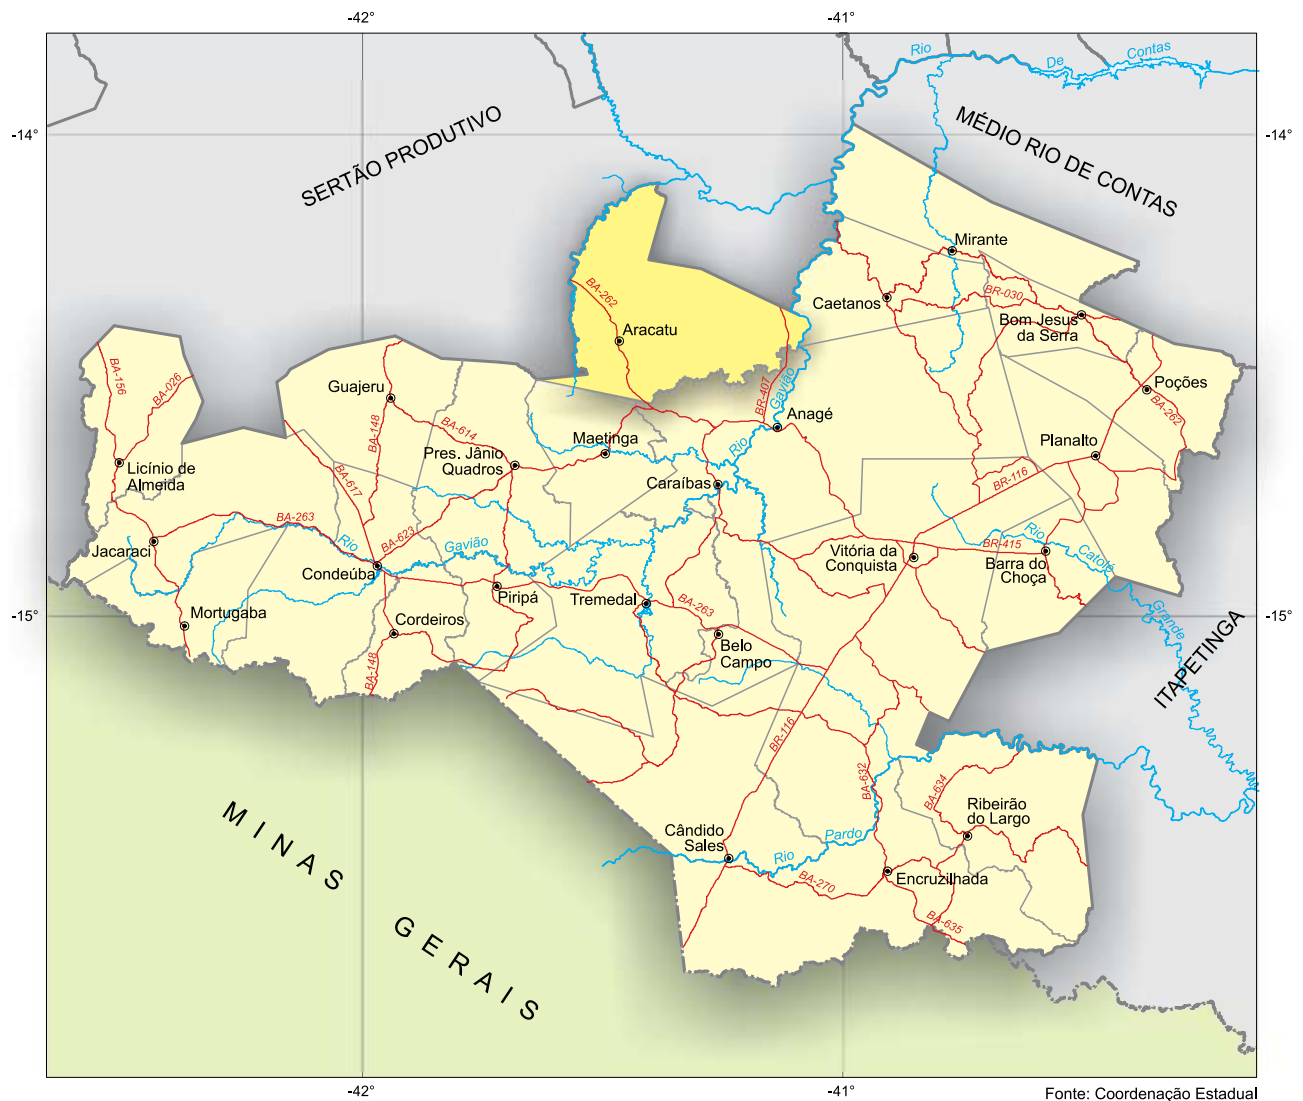 -42°
-41°
Rio
De
Contas
-14°
-14°
SERTÃO PRODUTIVO
MÉDIO RIO DE CONTAS
Mirante
BA-262
BR-030
Caetanos
Bom Jesus
da Serra
Aracatu
BA-156
BA-026
Guajeru
BR-407
Gavião
Poções
BA-262
BA-148
BA-614
Anagé
Maetinga
Rio
Planalto
Licínio de
Almeida
Pres. Jânio
Quadros
BA-617
Caraíbas
BR-116
BA-263
Rio
BA-623
Gavião
Rio
Catolé
Jacaraci
BR-415
Vitória da
Conquista
Barra do
Choça
Condeúba
Piripá
Tremedal
BA-263
Grande
Mortugaba
Cordeiros
-15°
-15°
Belo
Campo
BA-148
ITAPETINGA
BR-116
BA-632
BA-634
MINAS
Ribeirão
do Largo
Cândido
Sales
Pardo
Rio
BA-270
Encruzilhada
BA-635
GERAIS
-42°
-41°
Fonte: Coordenação Estadual